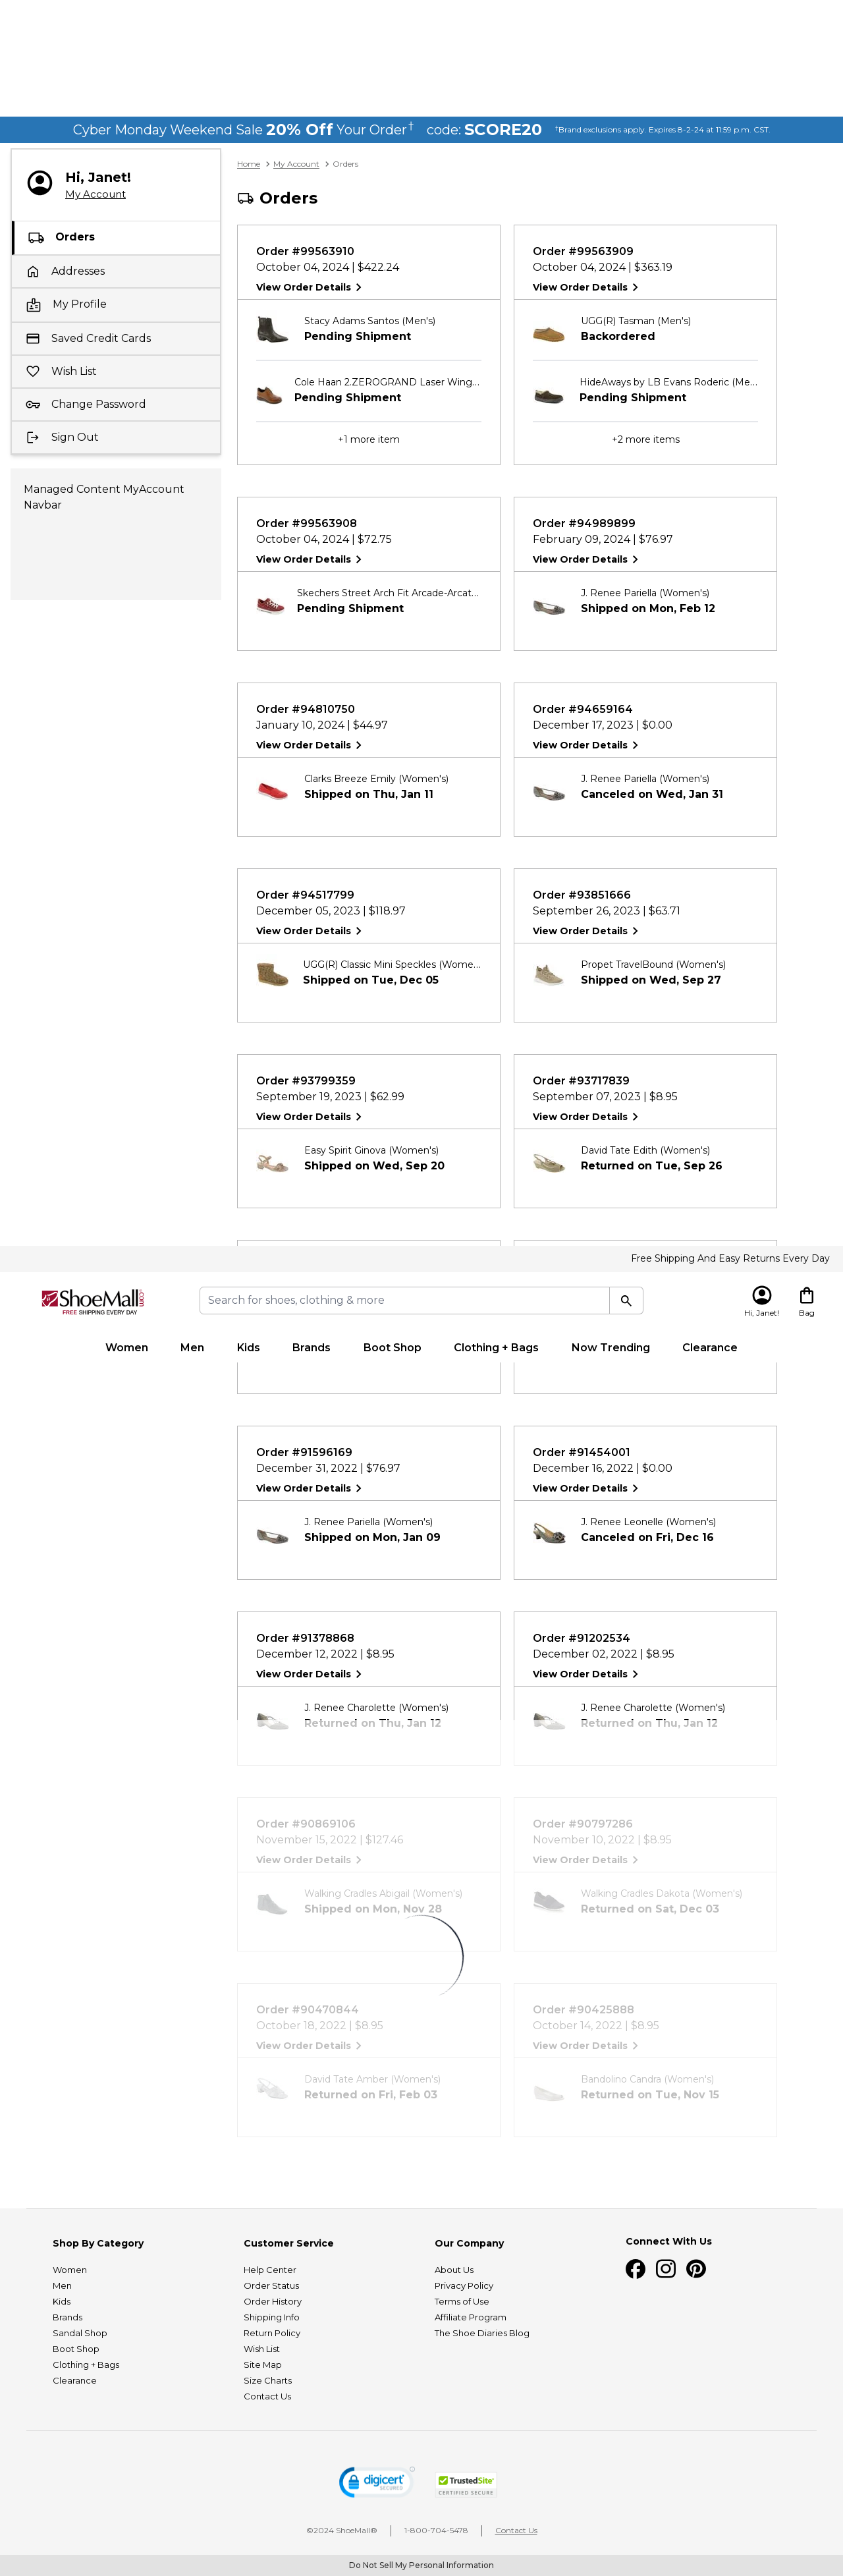 Cyber Monday Weekend Sale 20% Off Your Order† code: SCORE20 †Brand exclusions apply. Expires 8-2-24 at 11:59 p.m. CST.
Hi, Janet!
My Account
Orders
Addresses
My Profile
Saved Credit Cards
Wish List
Change Password
Sign Out
Managed Content MyAccount
Navbar
Home > My Account > Orders
Orders
Order #99563910
October 04, 2024 | $422.24
View Order Details
Stacy Adams Santos (Men's)
Pending Shipment
Cole Haan 2.ZEROGRAND Laser Wing...
Pending Shipment
+1 more item
Order #99563909
October 04, 2024 | $363.19
View Order Details
UGG(R) Tasman (Men's)
Backordered
HideAways by LB Evans Roderic (Me...
Pending Shipment
+2 more items
Order #99563908
October 04, 2024 | $72.75
View Order Details
Skechers Street Arch Fit Arcade-Arcat...
Pending Shipment
Order #94989899
February 09, 2024 | $76.97
View Order Details
J. Renee Pariella (Women's)
Shipped on Mon, Feb 12
Order #94810750
January 10, 2024 | $44.97
View Order Details
Clarks Breeze Emily (Women's)
Shipped on Thu, Jan 11
Order #94659164
December 17, 2023 | $0.00
View Order Details
J. Renee Pariella (Women's)
Canceled on Wed, Jan 31
Order #94517799
December 05, 2023 | $118.97
View Order Details
UGG(R) Classic Mini Speckles (Wome...
Shipped on Tue, Dec 05
Order #93851666
September 26, 2023 | $63.71
View Order Details
Propet TravelBound (Women's)
Shipped on Wed, Sep 27
Order #93799359
September 19, 2023 | $62.99
View Order Details
Easy Spirit Ginova (Women's)
Shipped on Wed, Sep 20
Order #93717839
September 07, 2023 | $8.95
View Order Details
David Tate Edith (Women's)
Returned on Tue, Sep 26
Free Shipping And Easy Returns Every Day
ShoeMall.com
FREE SHIPPING EVERY DAY
Search for shoes, clothing & more
Hi, Janet!
Bag
Women Men Kids Brands Boot Shop Clothing + Bags Now Trending Clearance
Order #91596169
December 31, 2022 | $76.97
View Order Details
J. Renee Pariella (Women's)
Shipped on Mon, Jan 09
Order #91454001
December 16, 2022 | $0.00
View Order Details
J. Renee Leonelle (Women's)
Canceled on Fri, Dec 16
Order #91378868
December 12, 2022 | $8.95
View Order Details
J. Renee Charolette (Women's)
Returned on Thu, Jan 12
Order #91202534
December 02, 2022 | $8.95
View Order Details
J. Renee Charolette (Women's)
Returned on Thu, Jan 12
Order #90869106
November 15, 2022 | $127.46
View Order Details
Walking Cradles Abigail (Women's)
Shipped on Mon, Nov 28
Order #90797286
November 10, 2022 | $8.95
View Order Details
Walking Cradles Dakota (Women's)
Returned on Sat, Dec 03
Order #90470844
October 18, 2022 | $8.95
View Order Details
David Tate Amber (Women's)
Returned on Fri, Feb 03
Order #90425888
October 14, 2022 | $8.95
View Order Details
Bandolino Candra (Women's)
Returned on Tue, Nov 15
Shop By Category
Women
Men
Kids
Brands
Sandal Shop
Boot Shop
Clothing + Bags
Clearance
Customer Service
Help Center
Order Status
Order History
Shipping Info
Return Policy
Wish List
Site Map
Size Charts
Contact Us
Our Company
About Us
Privacy Policy
Terms of Use
Affiliate Program
The Shoe Diaries Blog
Connect With Us
digicert
SECURED
TrustedSite
CERTIFIED SECURE
©2024 ShoeMall® | 1-800-704-5478 | Contact Us
Do Not Sell My Personal Information